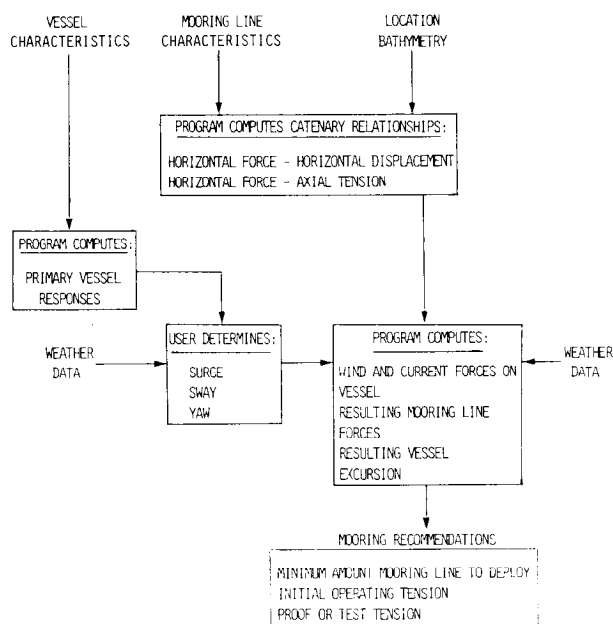 VESSEL
CHARACTERISTICS
MOORING LINE
CHARACTERISTICS
LOCATION
BATHYMETRY
PROGRAM COMPUTES CATENARY RELATIONSHIPS:
HORIZONTAL FORCE - HORIZONTAL DISPLACEMENT
HORIZONTAL FORCE - AXIAL TENSION
PROGRAM COMPUTES:
PRIMARY VESSEL
RESPONSES
WEATHER
DATA
USER DETERMINES:
SURGE
SWAY
YAW
PROGRAM COMPUTES:
WIND AND CURRENT FORCES ON
VESSEL
RESULTING MOORING LINE
FORCES
RESULTING VESSEL
EXCURSION
WEATHER
DATA
MOORING RECOMMENDATIONS
MINIMUM AMOUNT MOORING LINE TO DEPLOY
INITIAL OPERATING TENSION
PROOF OR TEST TENSION